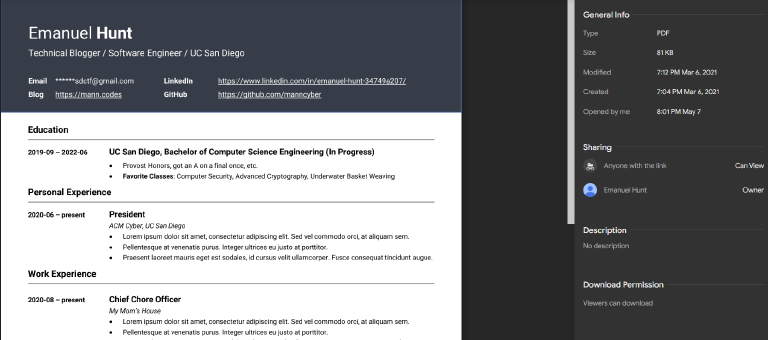 Emanuel Hunt
Technical Blogger / Software Engineer / UC San Diego
Email ******sdctf@gmail.com LinkedIn https://www.linkedin.com/in/emanuel-hunt-34749a207/
Blog https://mann.codes GitHub https://github.com/manncyber
Education
2019-09 – 2022-06 UC San Diego, Bachelor of Computer Science Engineering (In Progress)
• Provost Honors, got an A on a final once, etc.
• Favorite Classes: Computer Security, Advanced Cryptography, Underwater Basket Weaving
Personal Experience
2020-06 – present President
ACM Cyber, UC San Diego
• Lorem ipsum dolor sit amet, consectetur adipiscing elit. Sed vel commodo orci, at aliquam sem.
• Pellentesque at venenatis purus. Integer ultrices eu justo at porttitor.
• Praesent laoreet mauris eget est sodales, id cursus velit ullamcorper. Fusce consequat tincidunt augue.
Work Experience
2020-08 – present Chief Chore Officer
My Mom's House
• Lorem ipsum dolor sit amet, consectetur adipiscing elit. Sed vel commodo orci, at aliquam sem.
• Pellentesque at venenatis purus. Integer ultrices eu justo at porttitor.
General Info
Type PDF
Size 81 KB
Modified 7:12 PM Mar 6, 2021
Created 7:04 PM Mar 6, 2021
Opened by me 8:01 PM May 7
Sharing
Anyone with the link Can View
Emanuel Hunt Owner
Description
No description
Download Permission
Viewers can download